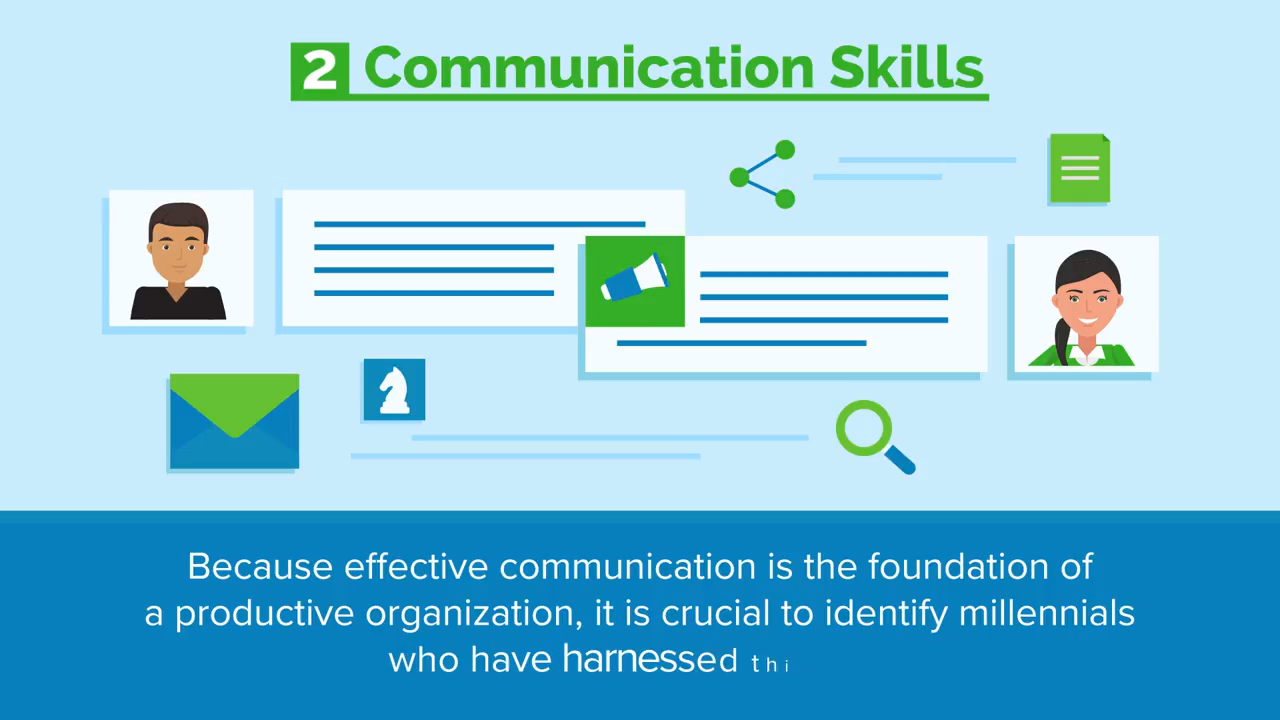 2 Communication Skills
Because effective communication is the foundation of
a productive organization, it is crucial to identify millennials
who have harnessed thi